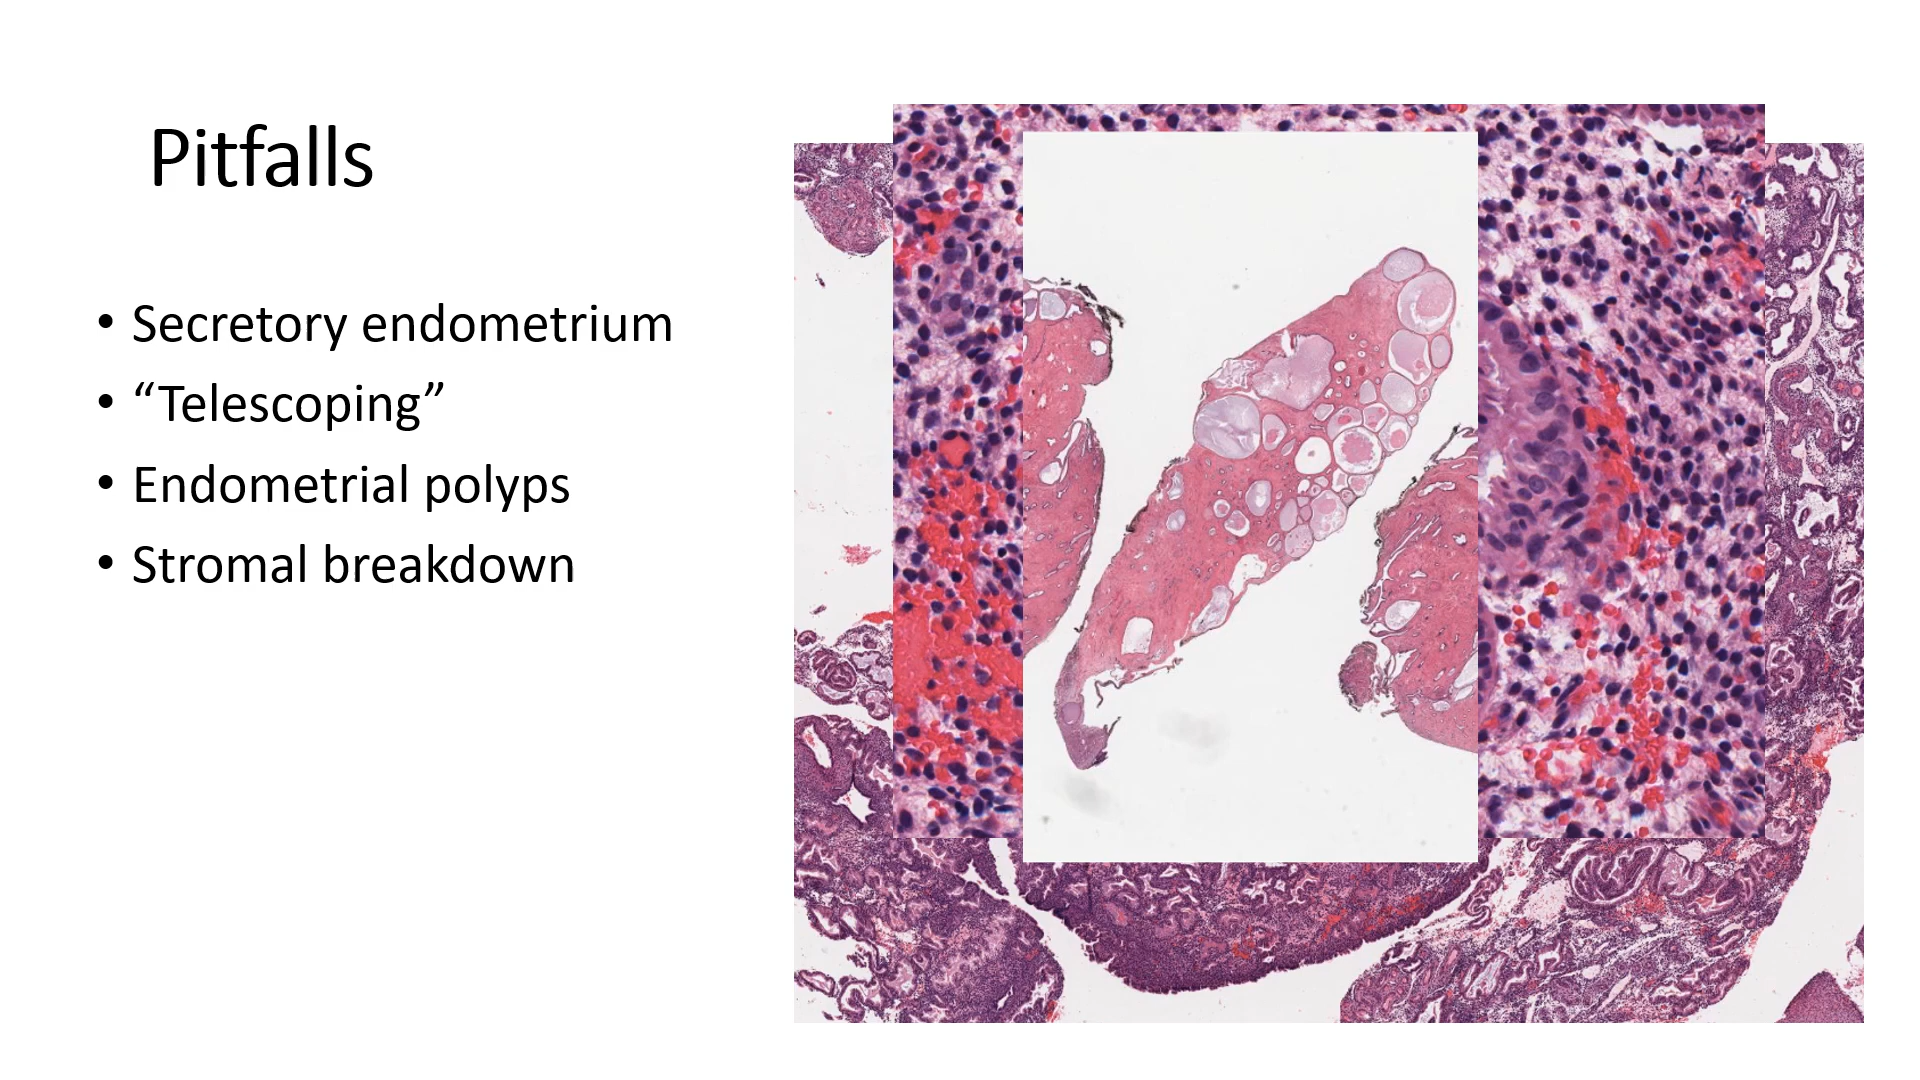 Pitfalls
• Secretory endometrium
• “Telescoping”
• Endometrial polyps
• Stromal breakdown